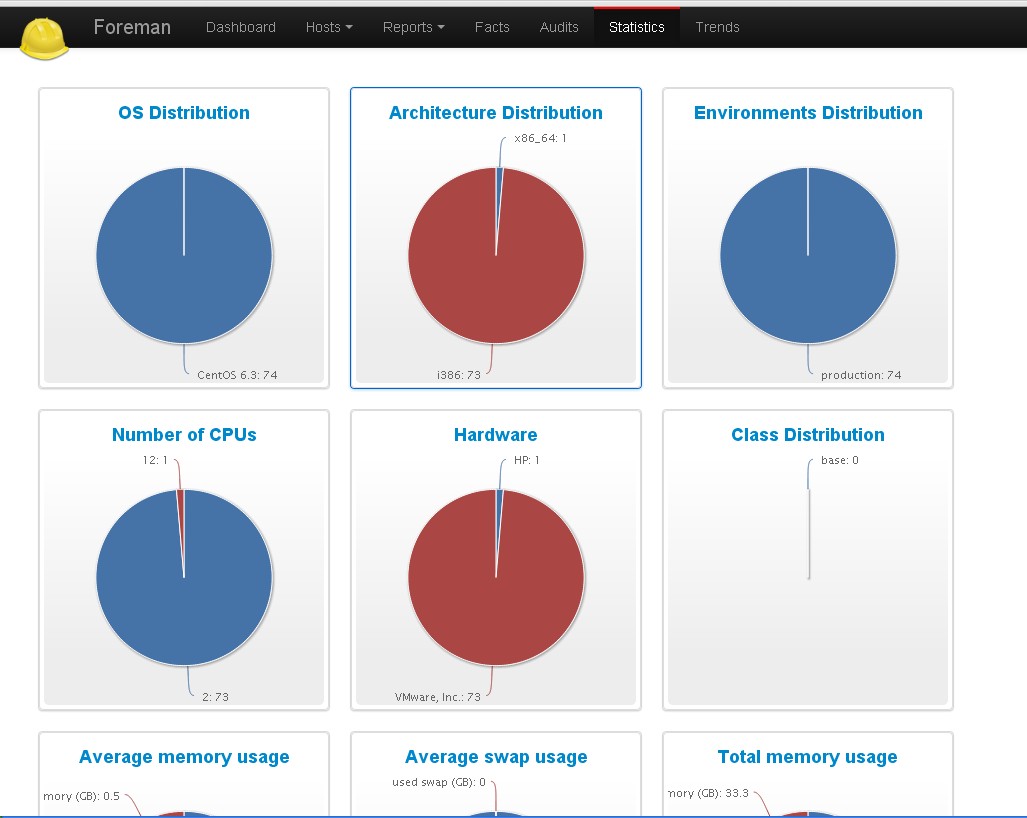 Foreman Dashboard Hosts Reports Facts Audits Statistics Trends
OS Distribution
CentOS 6.3: 74
Architecture Distribution
x86_64: 1
i386: 73
Environments Distribution
production: 74
Number of CPUs
12: 1
2: 73
Hardware
HP: 1
VMware, Inc.: 73
Class Distribution
base: 0
Average memory usage
mory (GB): 0.5
Average swap usage
used swap (GB): 0
Total memory usage
mory (GB): 33.3